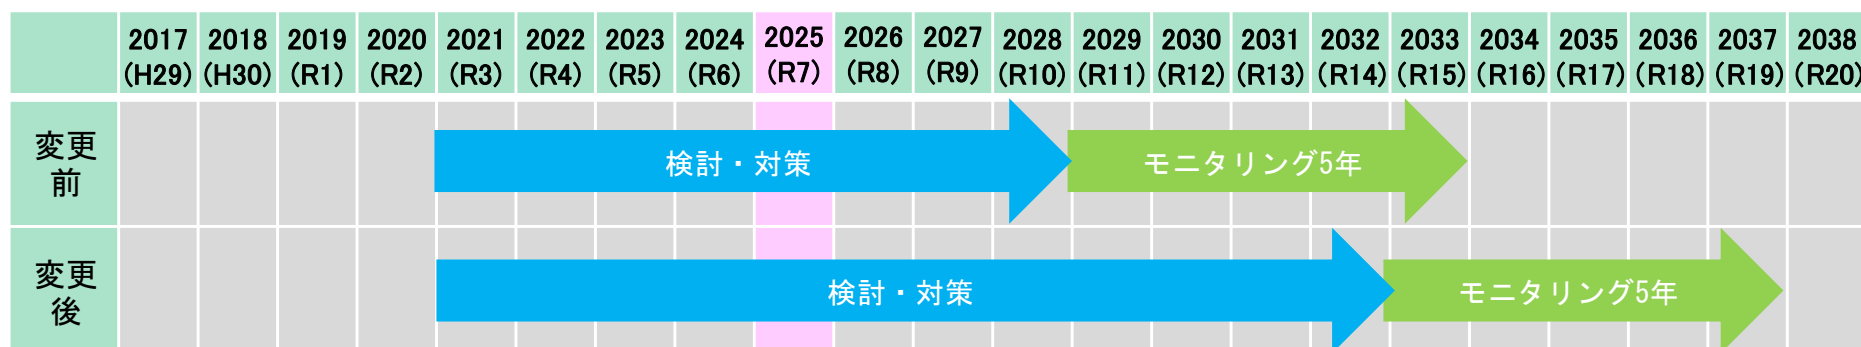 2017 2018 2019 2020 2021 2022 2023 2024 2025 2026 2027 2028 2029 2030 2031 2032 2033 2034 2035 2036 2037 2038
(H29) (H30) (R1) (R2) (R3) (R4) (R5) (R6) (R7) (R8) (R9) (R10) (R11) (R12) (R13) (R14) (R15) (R16) (R17) (R18) (R19) (R20)
変更
前
検討・対策 モニタリング5年
変更
後
検討・対策 モニタリング5年